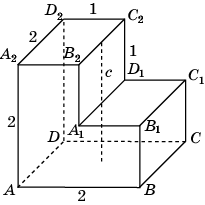 D₂ 1 C₂
2
A₂ B₂ c 1
D₁ C₁
2
D A₁ B₁ C
A 2 B